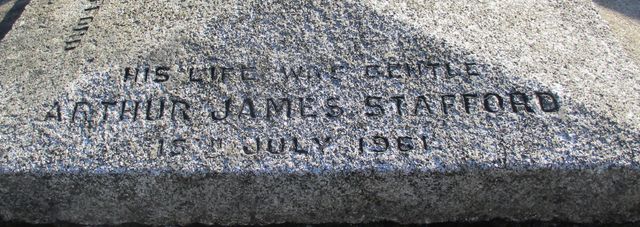 HIS LIFE WAS GENTLE
ARTHUR JAMES STAFFORD
15TH JULY 1961